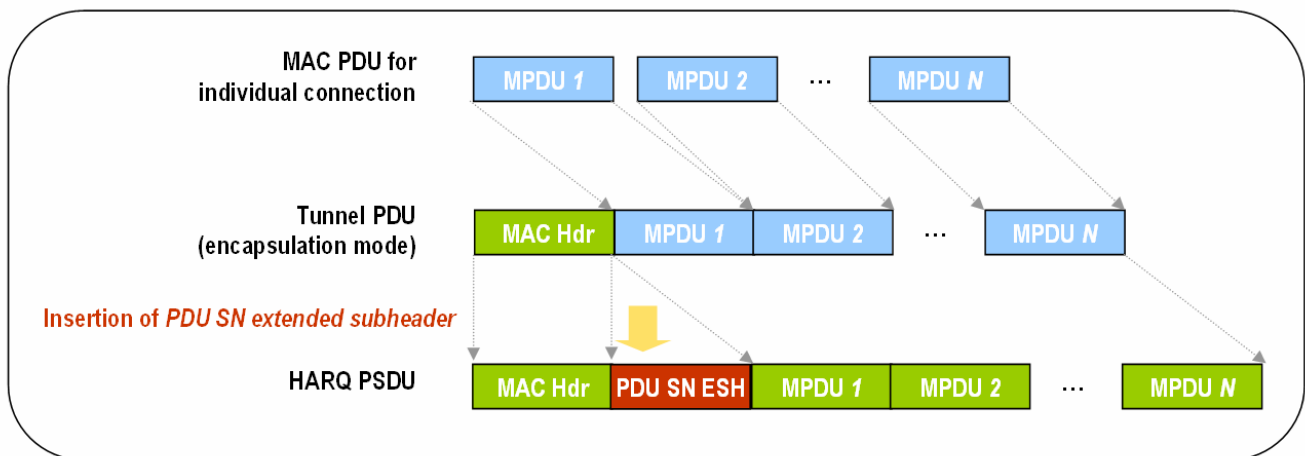 MAC PDU for
individual connection
MPDU 1 MPDU 2 ... MPDU N
Tunnel PDU
(encapsulation mode)
MAC Hdr MPDU 1 MPDU 2 ... MPDU N
Insertion of PDU SN extended subheader
HARQ PSDU
MAC Hdr PDU SN ESH MPDU 1 MPDU 2 ... MPDU N